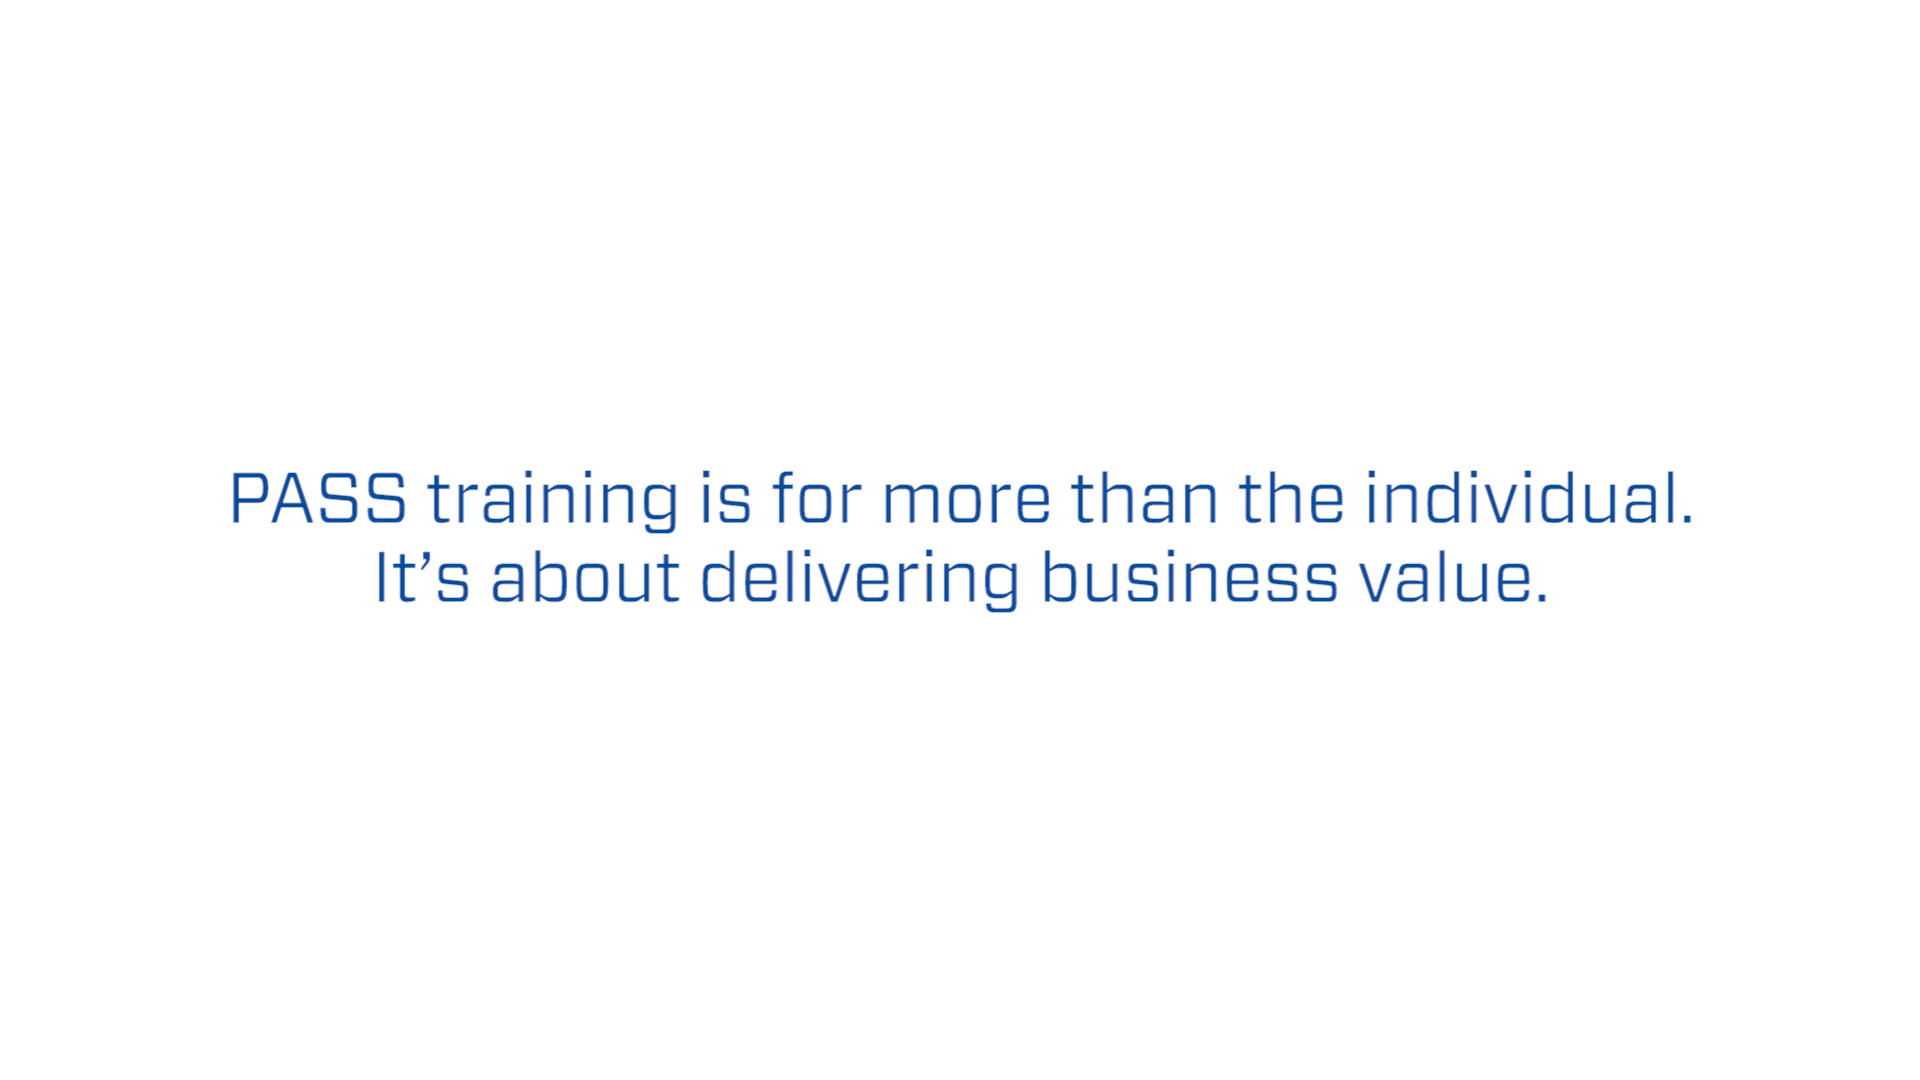 PASS training is for more than the individual.
It’s about delivering business value.